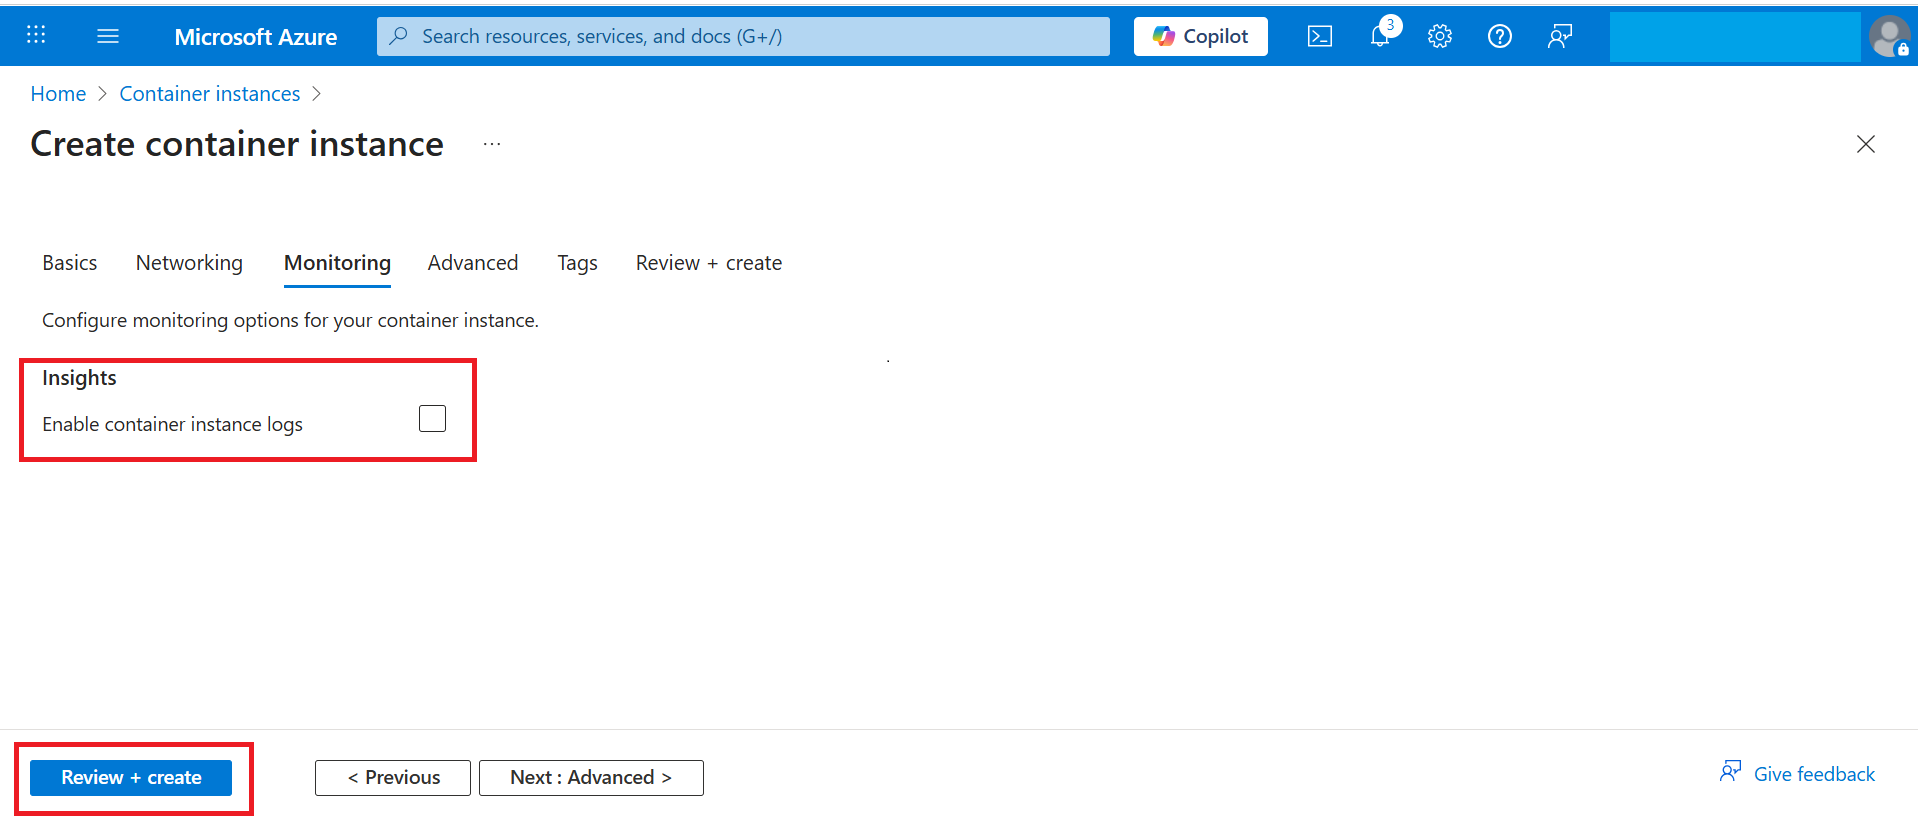 Microsoft Azure
Search resources, services, and docs (G+/)
Copilot
3
Home > Container instances >
Create container instance ...
Basics Networking Monitoring Advanced Tags Review + create
Configure monitoring options for your container instance.
Insights
Enable container instance logs
Review + create
< Previous
Next : Advanced >
Give feedback